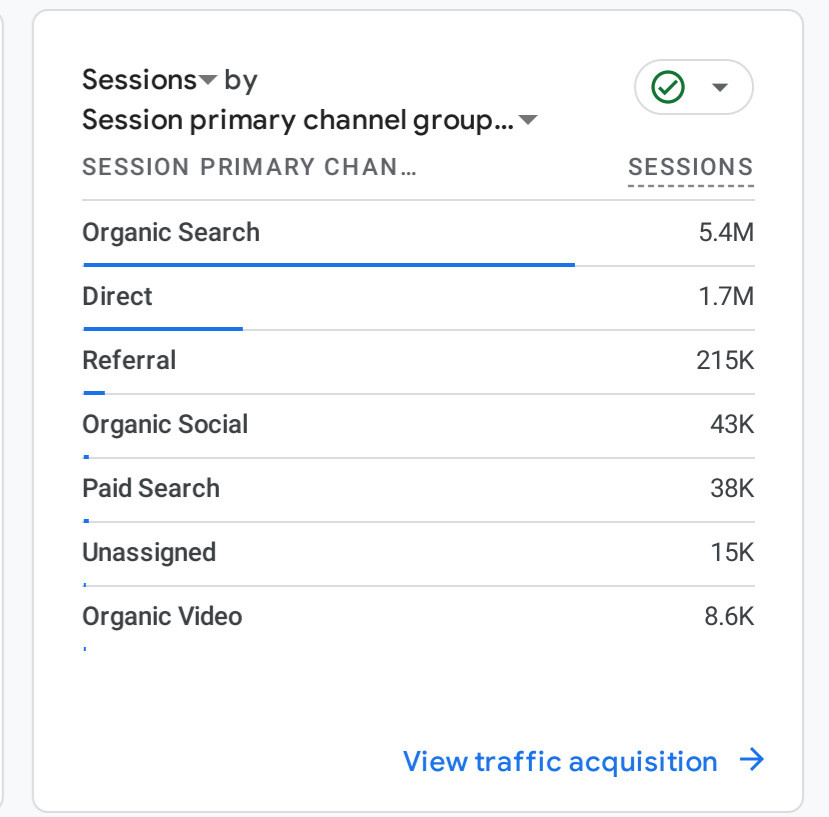 Sessions by
Session primary channel group...
SESSION PRIMARY CHAN... SESSIONS
Organic Search 5.4M
Direct 1.7M
Referral 215K
Organic Social 43K
Paid Search 38K
Unassigned 15K
Organic Video 8.6K
View traffic acquisition